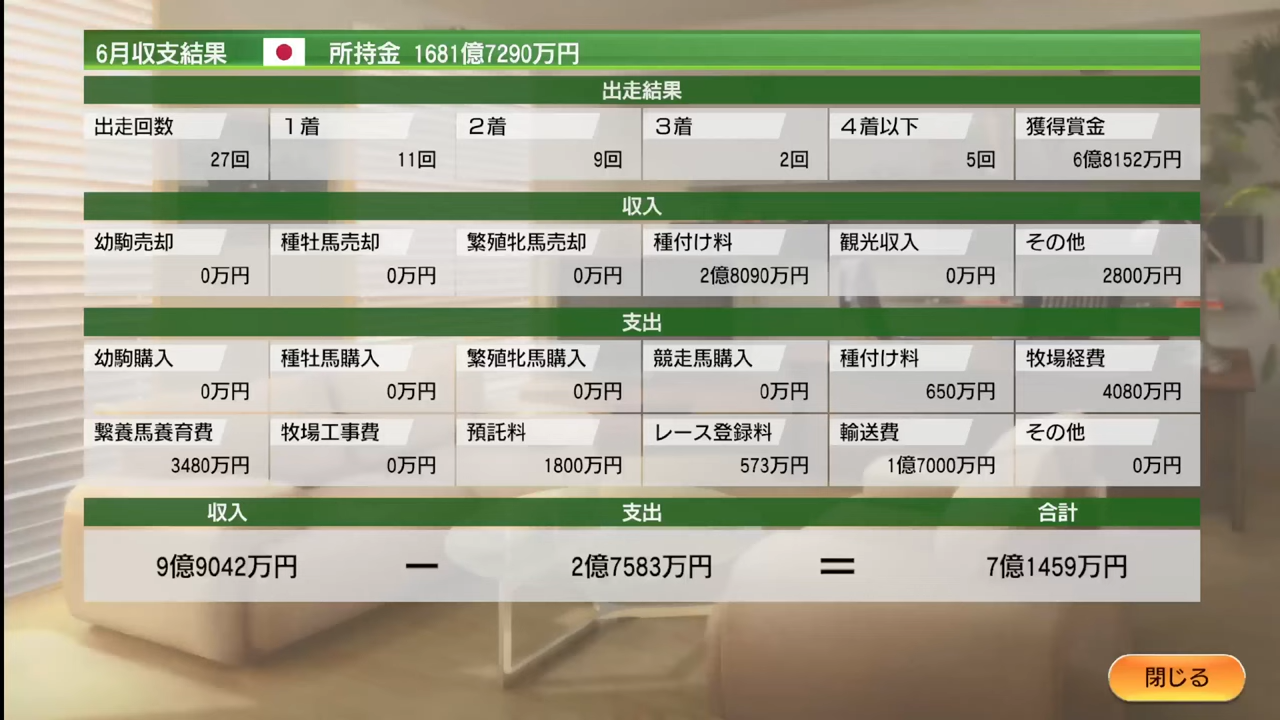 6月収支結果 所持金 1681億7290万円
出走結果
出走回数 1着 2着 3着 4着以下 獲得賞金
27回 11回 9回 2回 5回 6億8152万円
収入
幼駒売却 種牡馬売却 繁殖牝馬売却 種付け料 観光収入 その他
0万円 0万円 0万円 2億8090万円 0万円 2800万円
支出
幼駒購入 種牡馬購入 繁殖牝馬購入 競走馬購入 種付け料 牧場経費
0万円 0万円 0万円 0万円 650万円 4080万円
繋養馬養育費 牧場工事費 預託料 レース登録料 輸送費 その他
3480万円 0万円 1800万円 573万円 1億7000万円 0万円
収入 支出 合計
9億9042万円 － 2億7583万円 ＝ 7億1459万円
閉じる